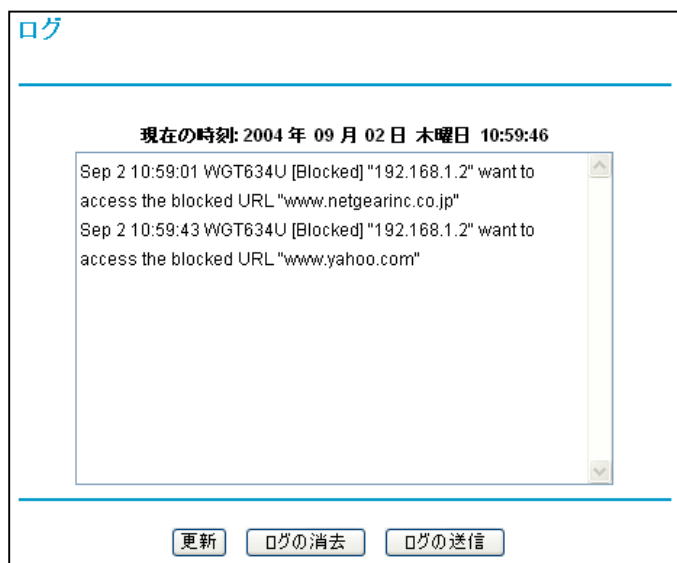 ログ
現在の時刻: 2004 年 09 月 02 日 木曜日 10:59:46
Sep 2 10:59:01 WGT634U [Blocked] "192.168.1.2" want to
access the blocked URL "www.netgearinc.co.jp"
Sep 2 10:59:43 WGT634U [Blocked] "192.168.1.2" want to
access the blocked URL "www.yahoo.com"
更新 ログの消去 ログの送信